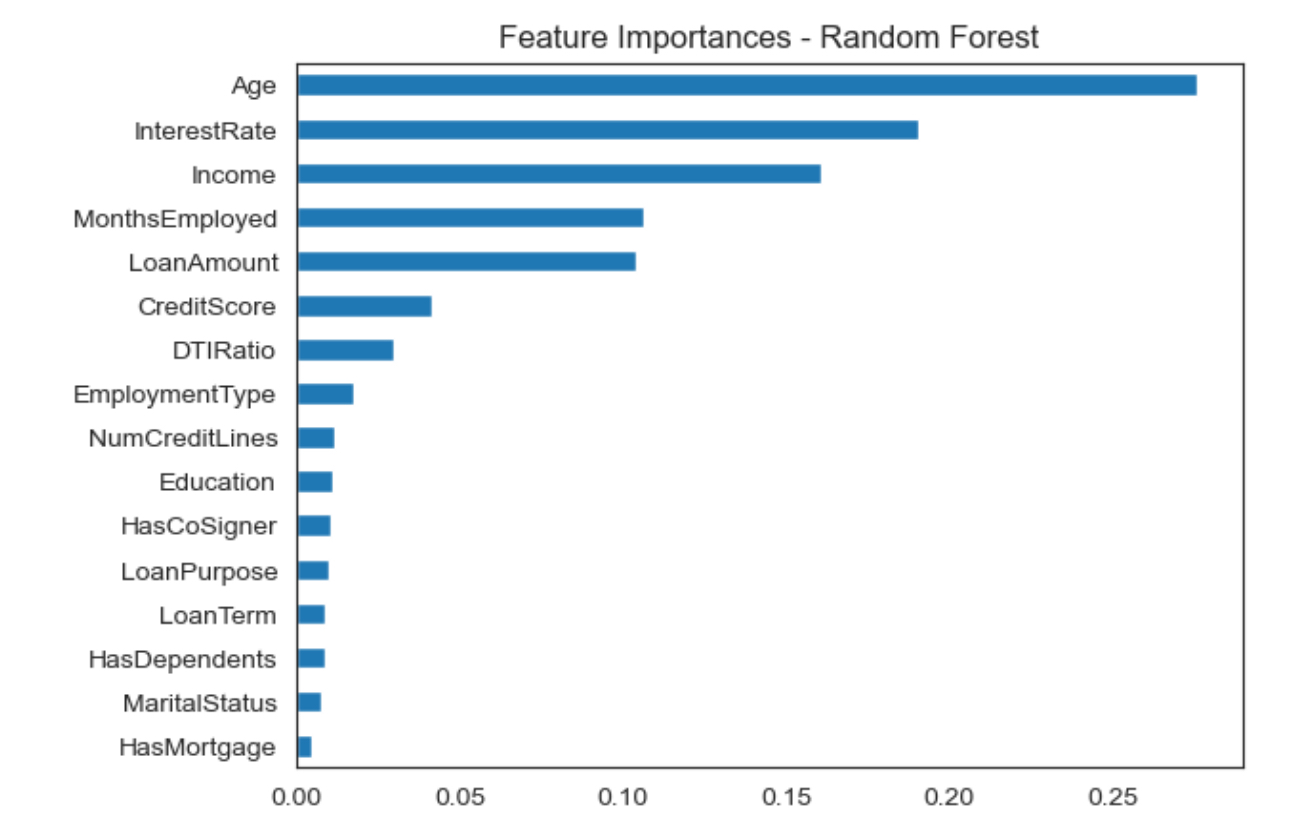 Feature Importances - Random Forest
Age
InterestRate
Income
MonthsEmployed
LoanAmount
CreditScore
DTIRatio
EmploymentType
NumCreditLines
Education
HasCoSigner
LoanPurpose
LoanTerm
HasDependents
MaritalStatus
HasMortgage
0.00 0.05 0.10 0.15 0.20 0.25